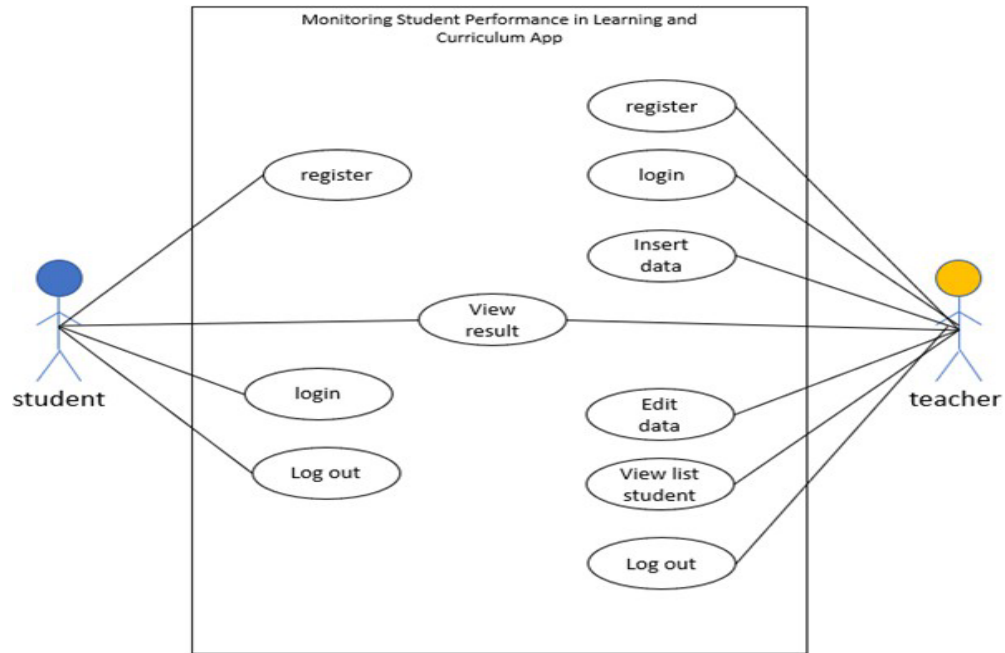 Monitoring Student Performance in Learning and
Curriculum App
register
register
login
Insert
data
View
result
student
login
Edit
data
teacher
Log out
View list
student
Log out